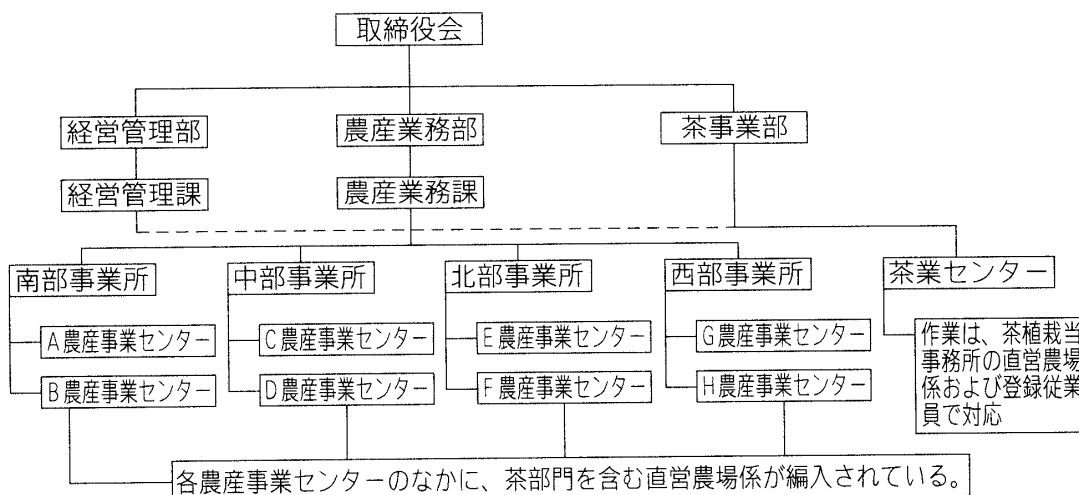 取締役会
経営管理部
農産業務部
茶事業部
経営管理課
農産業務課
南部事業所
中部事業所
北部事業所
西部事業所
茶業センター
A農産事業センター
C農産事業センター
E農産事業センター
G農産事業センター
作業は、茶植栽当
事務所の直営農場
係および登録従業
員で対応
B農産事業センター
D農産事業センター
F農産事業センター
H農産事業センター
各農産事業センターのなかに、茶部門を含む直営農場係が編入されている。